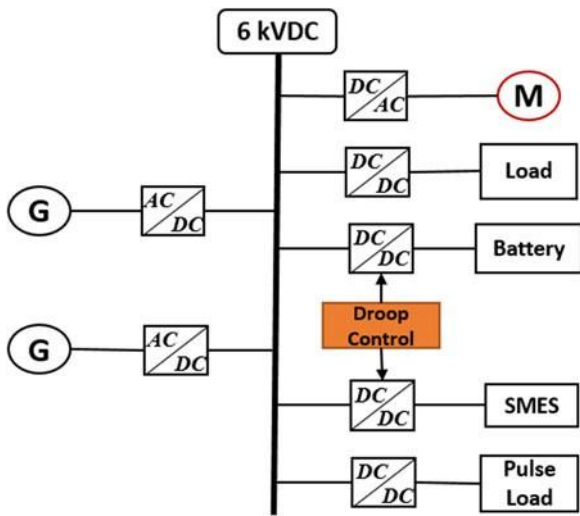 6 kVDC
DC
AC
M
DC
DC
Load
G
AC
DC
DC
DC
Battery
Droop
Control
G
AC
DC
DC
DC
SMES
DC
DC
Pulse
Load